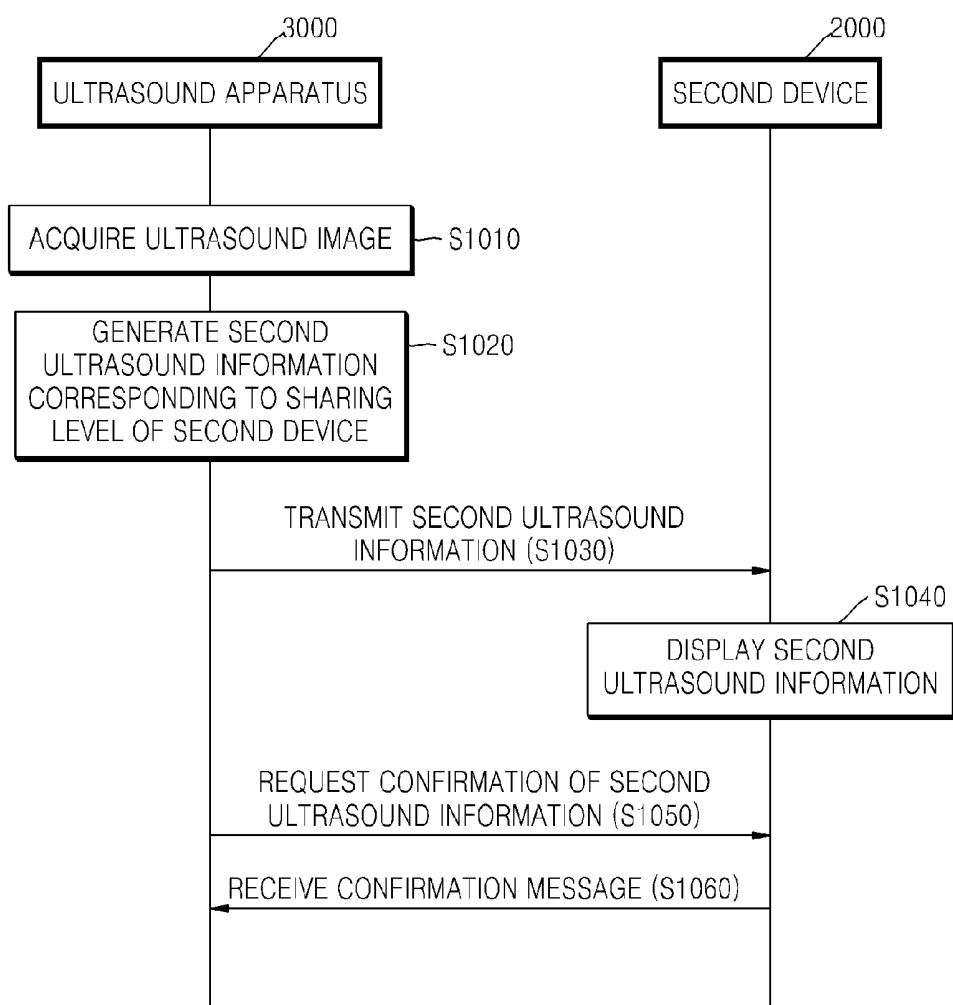 3000
2000
ULTRASOUND APPARATUS
SECOND DEVICE
ACQUIRE ULTRASOUND IMAGE
S1010
GENERATE SECOND
ULTRASOUND INFORMATION
CORRESPONDING TO SHARING
LEVEL OF SECOND DEVICE
S1020
TRANSMIT SECOND ULTRASOUND
INFORMATION (S1030)
S1040
DISPLAY SECOND
ULTRASOUND INFORMATION
REQUEST CONFIRMATION OF SECOND
ULTRASOUND INFORMATION (S1050)
RECEIVE CONFIRMATION MESSAGE (S1060)